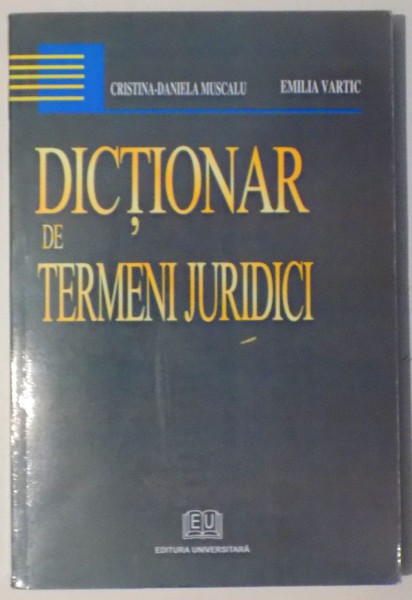 CRISTINA-DANIELA MUSCALU EMILIA VARTIC
DICȚIONAR
DE
TERMENI JURIDICI
EU
EDITURA UNIVERSITARĂ